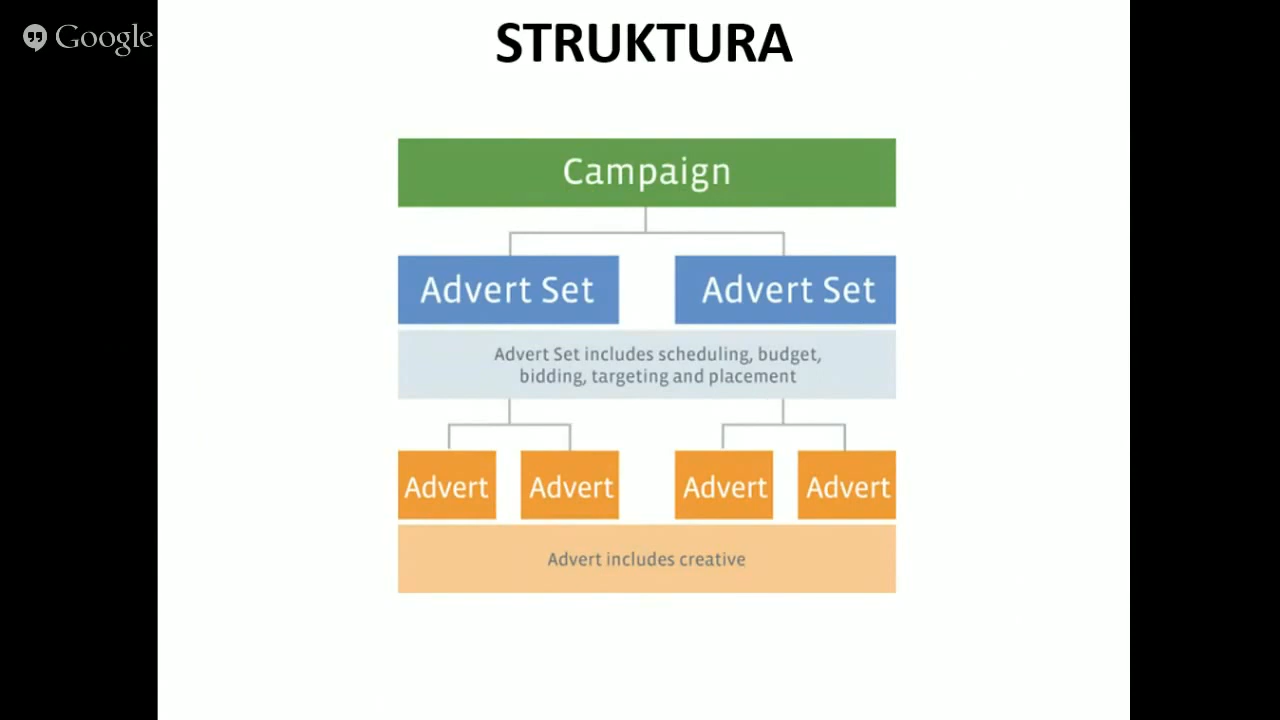 Google
STRUKTURA
Campaign
Advert Set
Advert Set
Advert Set includes scheduling, budget,
bidding, targeting and placement
Advert
Advert
Advert
Advert
Advert includes creative